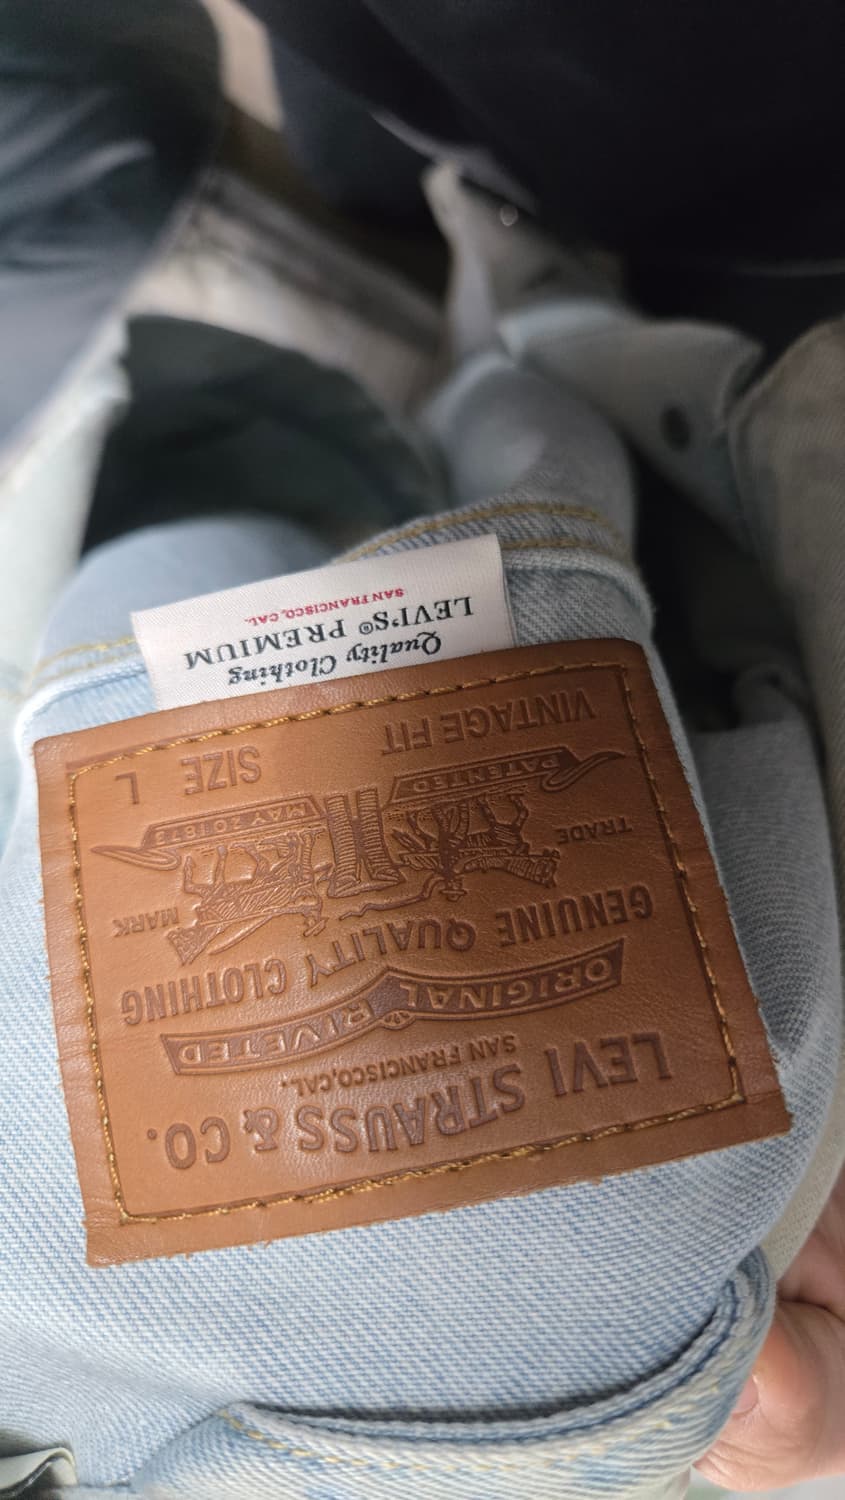 LEVI STRAUSS & CO.
SAN FRANCISCO, CAL.
ORIGINAL RIVETED
GENUINE QUALITY CLOTHING
TRADE MARK
PATENTED MAY 20 1873
VINTAGE FIT SIZE L
Quality Clothing
LEVI'S® PREMIUM
SAN FRANCISCO, CAL.